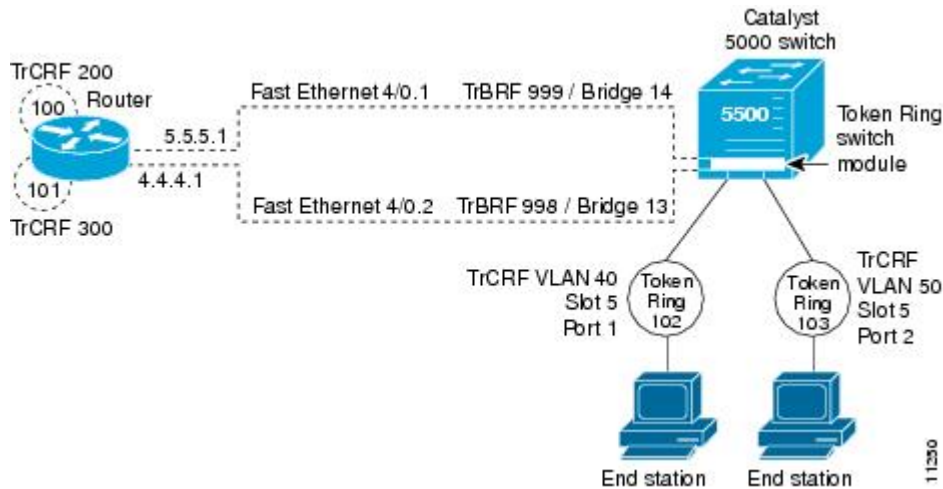 Catalyst
5000 switch
TrCRF 200
100
Router
Fast Ethernet 4/0.1
TrBRF 999 / Bridge 14
5500
Token Ring
switch
module
5.5.5.1
4.4.4.1
101
TrCRF 300
Fast Ethernet 4/0.2
TrBRF 998 / Bridge 13
TrCRF VLAN 40
Slot 5
Port 1
Token
Ring
102
Token
Ring
103
TrCRF
VLAN 50
Slot 5
Port 2
End station
End station
11250